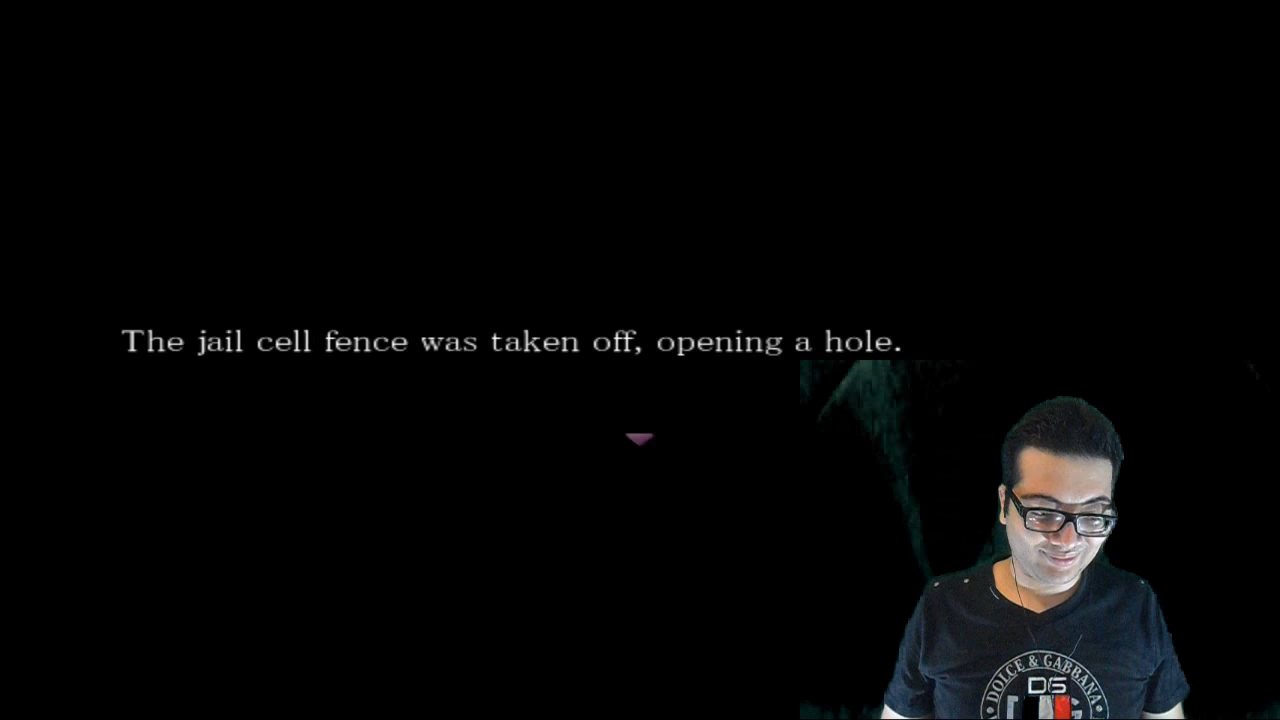 The jail cell fence was taken off, opening a hole.
DOLCE & GABBANA
DG